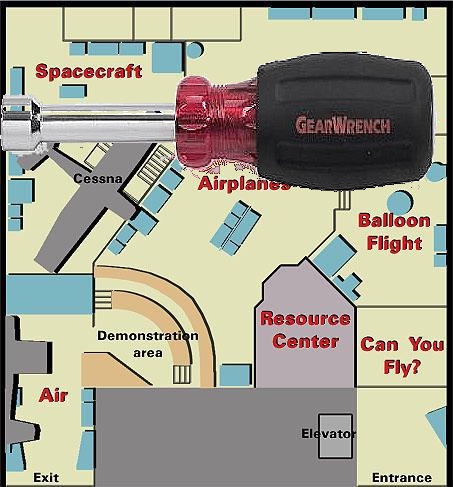 Spacecraft
GEARWRENCH
Cessna
Airplanes
Balloon
Flight
Demonstration
area
Resource
Center
Can You
Fly?
Air
Elevator
Exit
Entrance